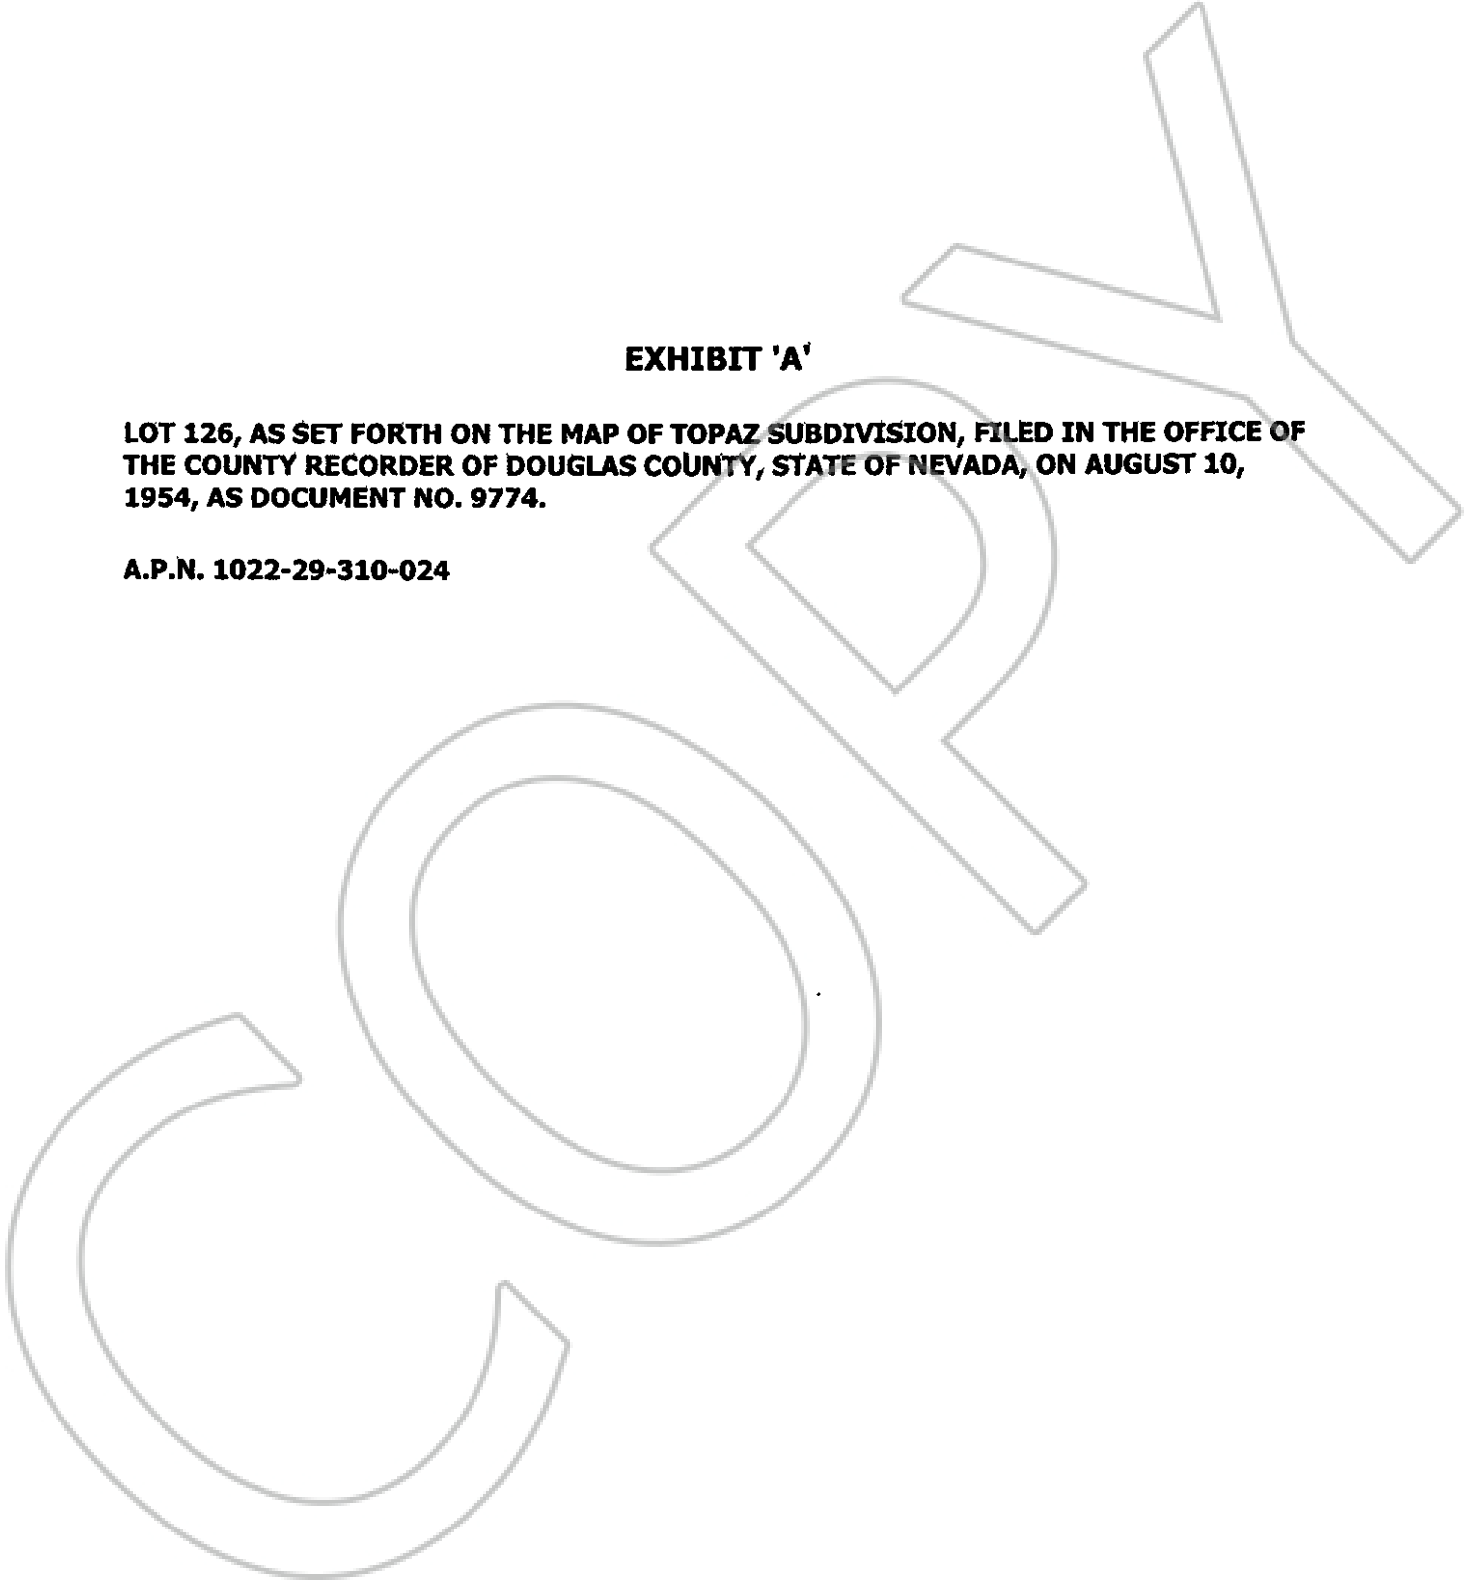 EXHIBIT 'A'
LOT 126, AS SET FORTH ON THE MAP OF TOPAZ SUBDIVISION, FILED IN THE OFFICE OF
THE COUNTY RECORDER OF DOUGLAS COUNTY, STATE OF NEVADA, ON AUGUST 10,
1954, AS DOCUMENT NO. 9774.
A.P.N. 1022-29-310-024
COPY